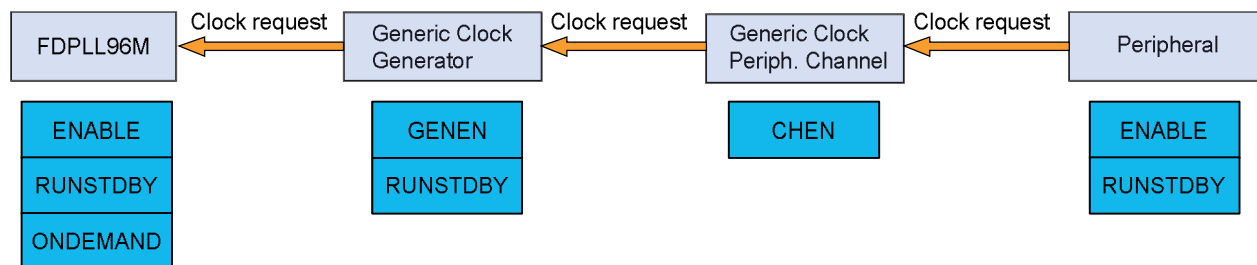 Clock request
Clock request
Clock request
FDPLL96M
Generic Clock
Generator
Generic Clock
Periph. Channel
Peripheral
ENABLE
GENEN
CHEN
ENABLE
RUNSTDBY
RUNSTDBY
RUNSTDBY
ONDEMAND